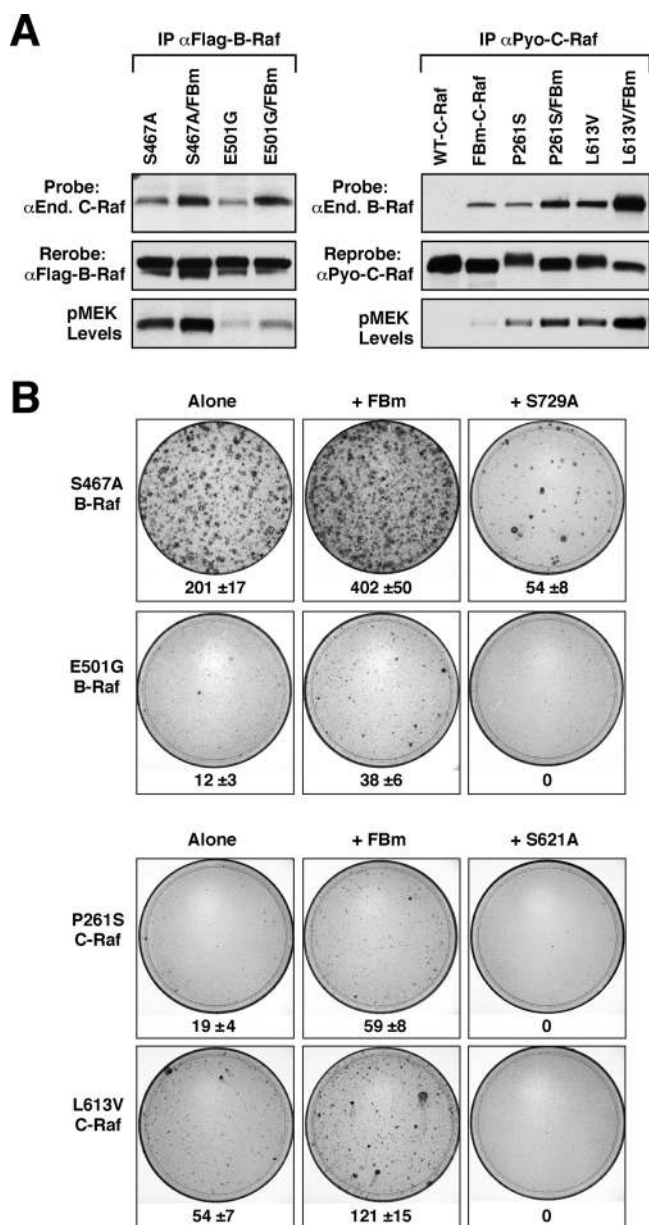 A
IP αFlag-B-Raf
IP αPyo-C-Raf
S467A
S467A/FBm
E501G
E501G/FBm
WT-C-Raf
FBm-C-Raf
P261S
P261S/FBm
L613V
L613V/FBm
Probe:
αEnd. C-Raf
Probe:
αEnd. B-Raf
Rerobe:
αFlag-B-Raf
Reprobe:
αPyo-C-Raf
pMEK
Levels
pMEK
Levels
B
Alone
+ FBm
+ S729A
S467A
B-Raf
201 ±17
402 ±50
54 ±8
E501G
B-Raf
12 ±3
38 ±6
0
Alone
+ FBm
+ S621A
P261S
C-Raf
19 ±4
59 ±8
0
L613V
C-Raf
54 ±7
121 ±15
0